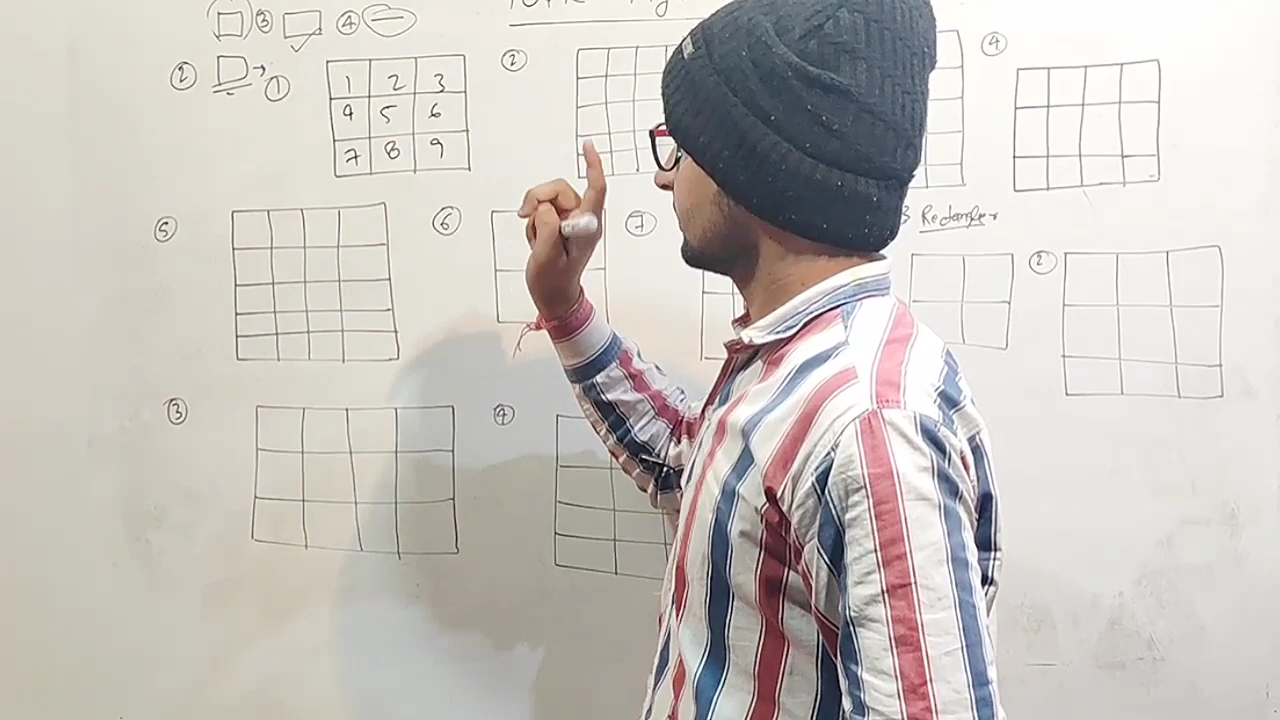 ③ ④
② → ①
1 2 3
4 5 6
7 8 9
②
④
⑤ ⑥ ⑦
3 Rectangle
②
③ ④